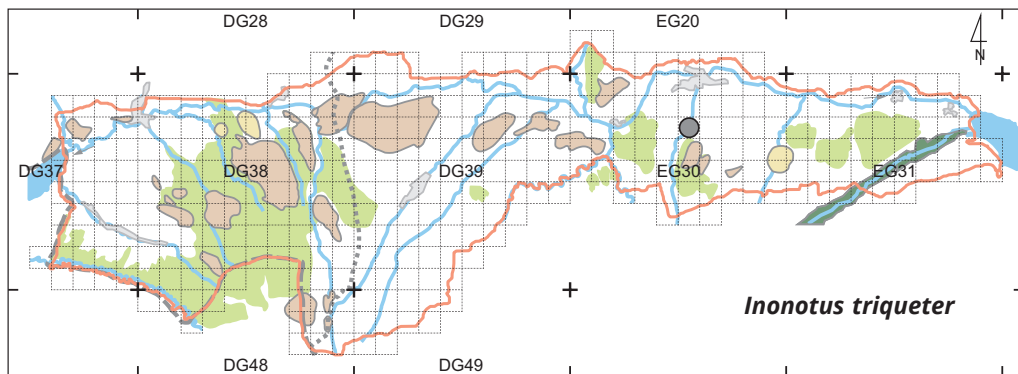 DG28 DG29 EG20
N
DG37 DG38 DG39 EG30 EG31
Inonotus triqueter
DG48 DG49